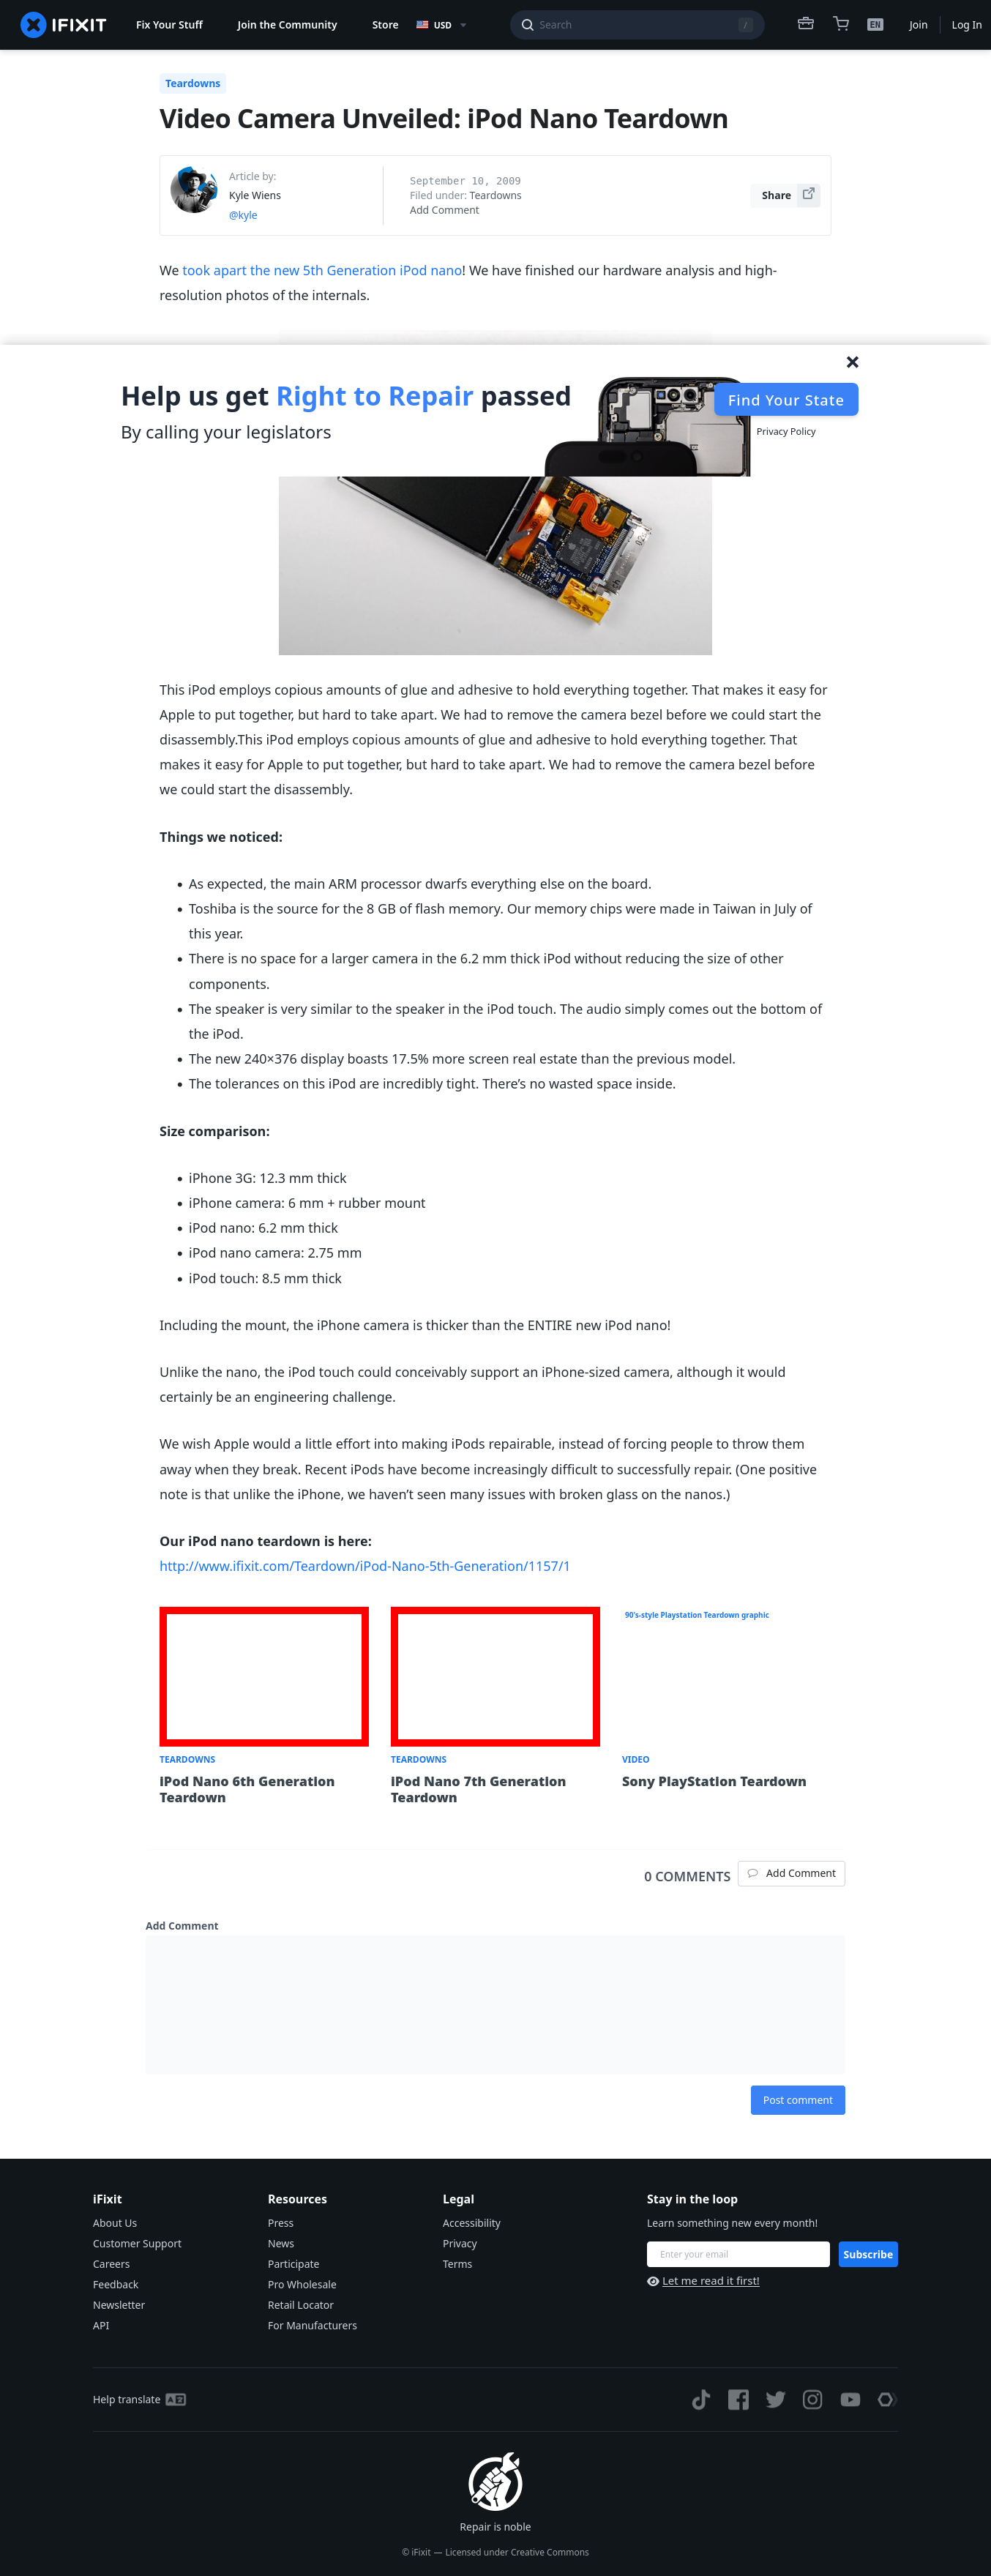 IFIXIT
Fix Your Stuff
Join the Community
Store
USD
Search
/
EN
Join
Log In
Teardowns
Video Camera Unveiled: iPod Nano Teardown
Article by:
Kyle Wiens
@kyle
September 10, 2009
Filed under: Teardowns
Add Comment
Share
We took apart the new 5th Generation iPod nano! We have finished our hardware analysis and high-
resolution photos of the internals.
Help us get Right to Repair passed
By calling your legislators
Find Your State
Privacy Policy
This iPod employs copious amounts of glue and adhesive to hold everything together. That makes it easy for
Apple to put together, but hard to take apart. We had to remove the camera bezel before we could start the
disassembly.This iPod employs copious amounts of glue and adhesive to hold everything together. That
makes it easy for Apple to put together, but hard to take apart. We had to remove the camera bezel before
we could start the disassembly.
Things we noticed:
As expected, the main ARM processor dwarfs everything else on the board.
Toshiba is the source for the 8 GB of flash memory. Our memory chips were made in Taiwan in July of
this year.
There is no space for a larger camera in the 6.2 mm thick iPod without reducing the size of other
components.
The speaker is very similar to the speaker in the iPod touch. The audio simply comes out the bottom of
the iPod.
The new 240×376 display boasts 17.5% more screen real estate than the previous model.
The tolerances on this iPod are incredibly tight. There’s no wasted space inside.
Size comparison:
iPhone 3G: 12.3 mm thick
iPhone camera: 6 mm + rubber mount
iPod nano: 6.2 mm thick
iPod nano camera: 2.75 mm
iPod touch: 8.5 mm thick
Including the mount, the iPhone camera is thicker than the ENTIRE new iPod nano!
Unlike the nano, the iPod touch could conceivably support an iPhone-sized camera, although it would
certainly be an engineering challenge.
We wish Apple would a little effort into making iPods repairable, instead of forcing people to throw them
away when they break. Recent iPods have become increasingly difficult to successfully repair. (One positive
note is that unlike the iPhone, we haven’t seen many issues with broken glass on the nanos.)
Our iPod nano teardown is here:
http://www.ifixit.com/Teardown/iPod-Nano-5th-Generation/1157/1
90's-style Playstation Teardown graphic
TEARDOWNS
iPod Nano 6th Generation
Teardown
TEARDOWNS
iPod Nano 7th Generation
Teardown
VIDEO
Sony PlayStation Teardown
0 COMMENTS
Add Comment
Add Comment
Post comment
iFixit
About Us
Customer Support
Careers
Feedback
Newsletter
API
Resources
Press
News
Participate
Pro Wholesale
Retail Locator
For Manufacturers
Legal
Accessibility
Privacy
Terms
Stay in the loop
Learn something new every month!
Enter your email
Subscribe
Let me read it first!
Help translate
Repair is noble
© iFixit — Licensed under Creative Commons